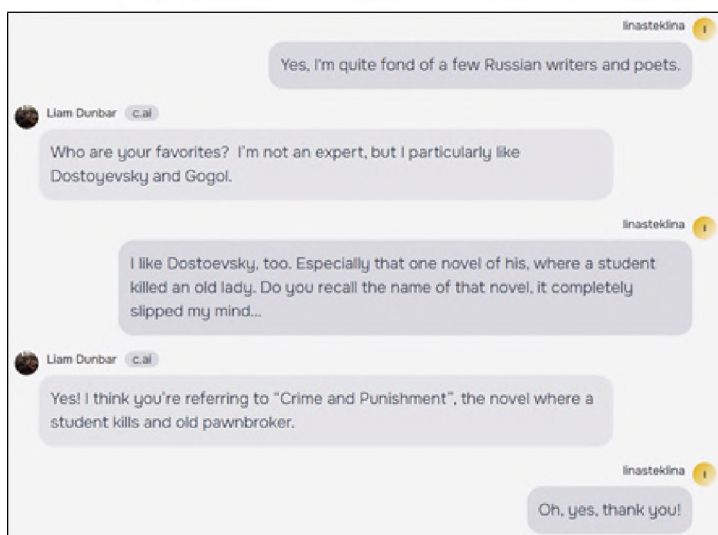 linasteklina
Yes, I'm quite fond of a few Russian writers and poets.
Liam Dunbar c.ai
Who are your favorites? I'm not an expert, but I particularly like
Dostoyevsky and Gogol.
linasteklina
I like Dostoevsky, too. Especially that one novel of his, where a student
killed an old lady. Do you recall the name of that novel, it completely
slipped my mind...
Liam Dunbar c.ai
Yes! I think you're referring to “Crime and Punishment”, the novel where a
student kills and old pawnbroker.
linasteklina
Oh, yes, thank you!